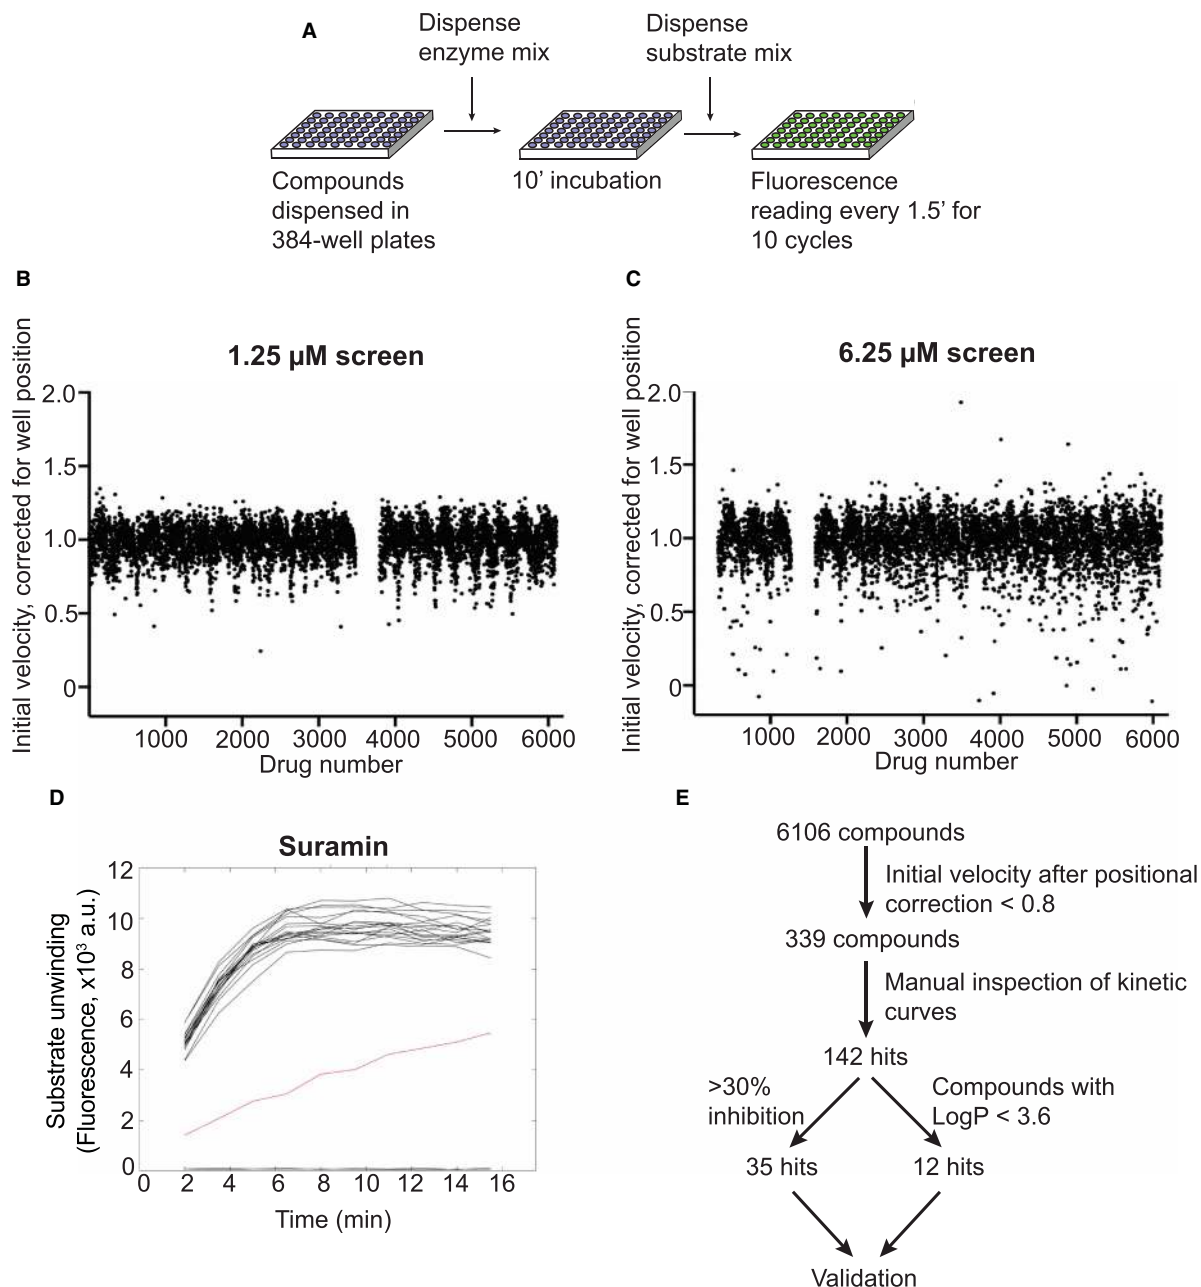 A
Dispense
enzyme mix
Dispense
substrate mix
Compounds
dispensed in
384-well plates
10’ incubation
Fluorescence
reading every 1.5’ for
10 cycles
B
1.25 µM screen
Initial velocity, corrected for well position
2.0
1.5
1.0
0.5
0
1000 2000 3000 4000 5000 6000
Drug number
C
6.25 µM screen
Initial velocity, corrected for well position
2.0
1.5
1.0
0.5
0
1000 2000 3000 4000 5000 6000
Drug number
D
Suramin
Substrate unwinding
(Fluorescence, x10³ a.u.)
12
10
8
6
4
2
0
0 2 4 6 8 10 12 14 16
Time (min)
E
6106 compounds
Initial velocity after positional
correction < 0.8
339 compounds
Manual inspection of kinetic
curves
142 hits
>30%
inhibition
Compounds with
LogP < 3.6
35 hits
12 hits
Validation